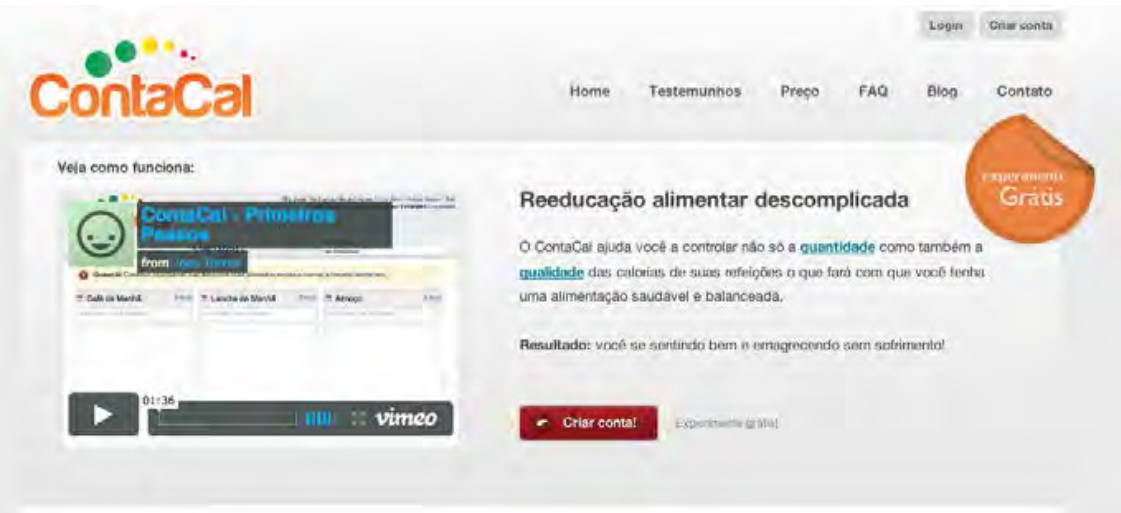 Login Criar conta
ContaCal
Home Testemunhos Preço FAQ Blog Contato
Veja como funciona:
experimente
Grátis
ContaCal - Primeiros
Passos
from
Café da Manhã Lanche da Manhã Almoço
01:36
vimeo
Reeducação alimentar descomplicada
O ContaCal ajuda você a controlar não só a quantidade como também a
qualidade das calorias de suas refeições o que fará com que você tenha
uma alimentação saudável e balanceada.
Resultado: você se sentindo bem e emagrecendo sem sofrimento!
Criar conta! Experimente grátis!